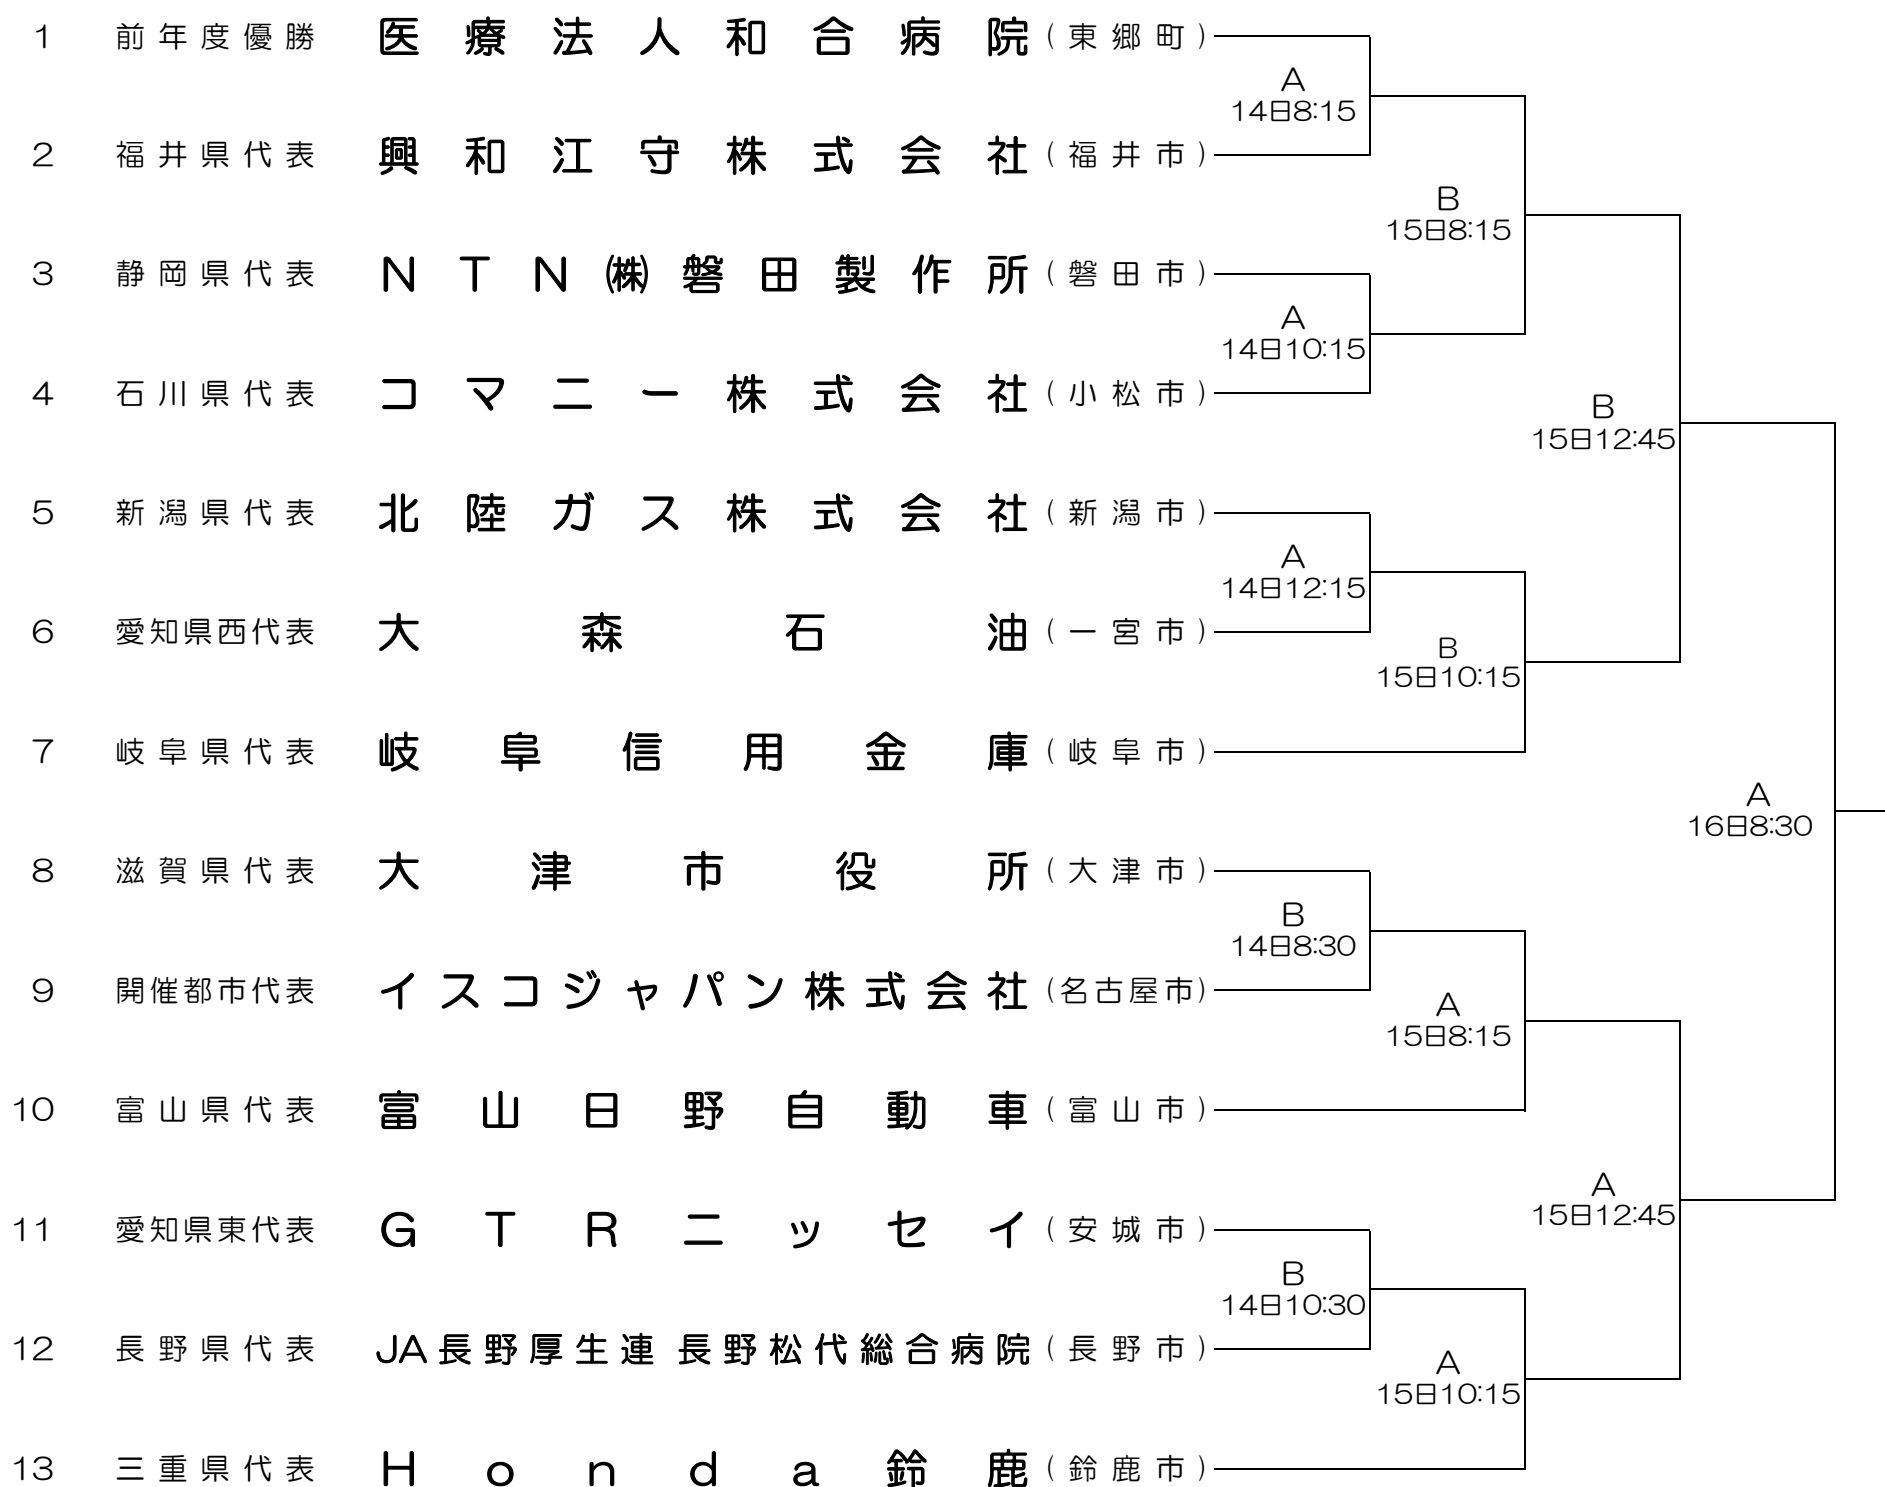 1 前年度優勝 医療法人和合病院 (東郷町)
A
14日8:15
2 福井県代表 興和江守株式会社 (福井市)
B
15日8:15
3 静岡県代表 NTN㈱磐田製作所 (磐田市)
A
14日10:15
4 石川県代表 コマニー株式会社 (小松市)
B
15日12:45
5 新潟県代表 北陸ガス株式会社 (新潟市)
A
14日12:15
6 愛知県西代表 大森石油 (一宮市)
B
15日10:15
7 岐阜県代表 岐阜信用金庫 (岐阜市)
A
16日8:30
8 滋賀県代表 大津市役所 (大津市)
B
14日8:30
9 開催都市代表 イスコジャパン株式会社 (名古屋市)
A
15日8:15
10 富山県代表 富山日野自動車 (富山市)
A
15日12:45
11 愛知県東代表 GTRニッセイ (安城市)
B
14日10:30
12 長野県代表 JA長野厚生連 長野松代総合病院 (長野市)
A
15日10:15
13 三重県代表 Honda鈴鹿 (鈴鹿市)